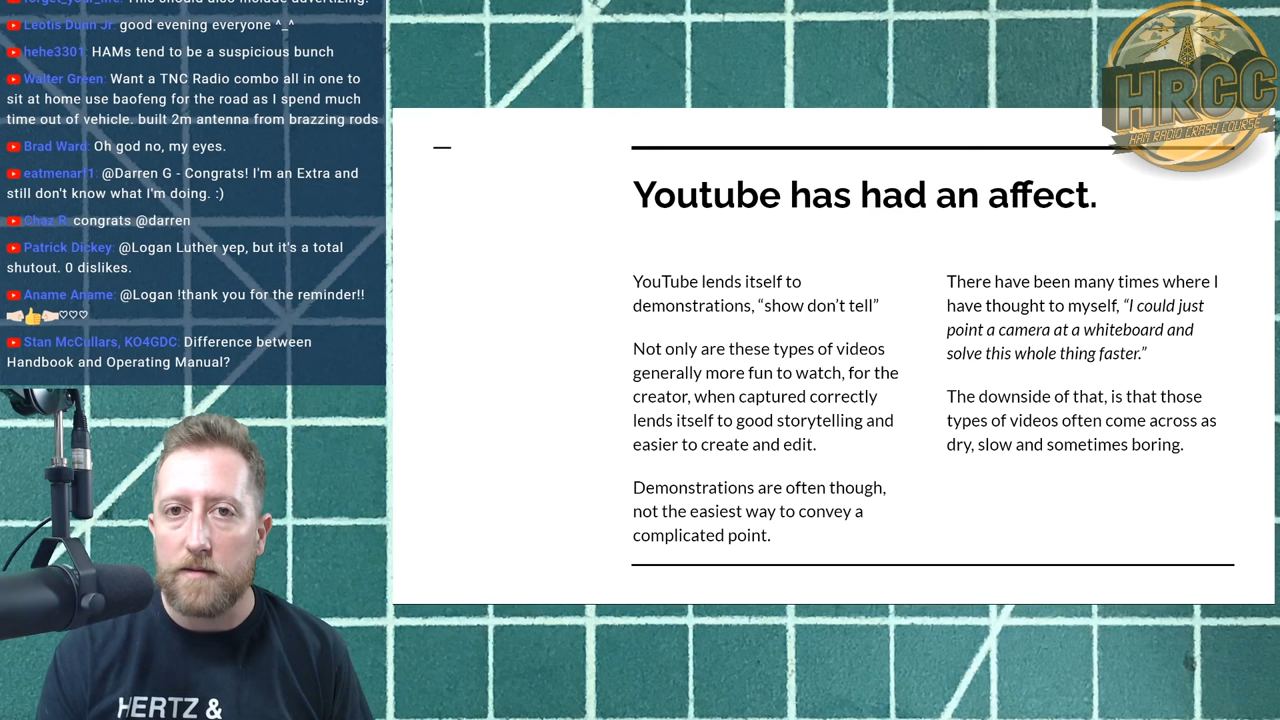 forget_your_life: This should also include advertizing.
Leotis Dunn Jr: good evening everyone ^_^
hehe3301: HAMs tend to be a suspicious bunch
Walter Green: Want a TNC Radio combo all in one to
sit at home use baofeng for the road as I spend much
time out of vehicle. built 2m antenna from brazzing rods
Brad Ward: Oh god no, my eyes.
eatmenarf1: @Darren G - Congrats! I'm an Extra and
still don't know what I'm doing. :)
Chaz R: congrats @darren
Patrick Dickey: @Logan Luther yep, but it's a total
shutout. 0 dislikes.
Aname Aname: @Logan !thank you for the reminder!!
🤜👍🤛♡♡♡
Stan McCullars, KO4GDC: Difference between
Handbook and Operating Manual?
HRCC
HAM RADIO CRASH COURSE
Youtube has had an affect.
YouTube lends itself to
demonstrations, “show don’t tell”
Not only are these types of videos
generally more fun to watch, for the
creator, when captured correctly
lends itself to good storytelling and
easier to create and edit.
Demonstrations are often though,
not the easiest way to convey a
complicated point.
There have been many times where I
have thought to myself, “I could just
point a camera at a whiteboard and
solve this whole thing faster.”
The downside of that, is that those
types of videos often come across as
dry, slow and sometimes boring.
HERTZ &